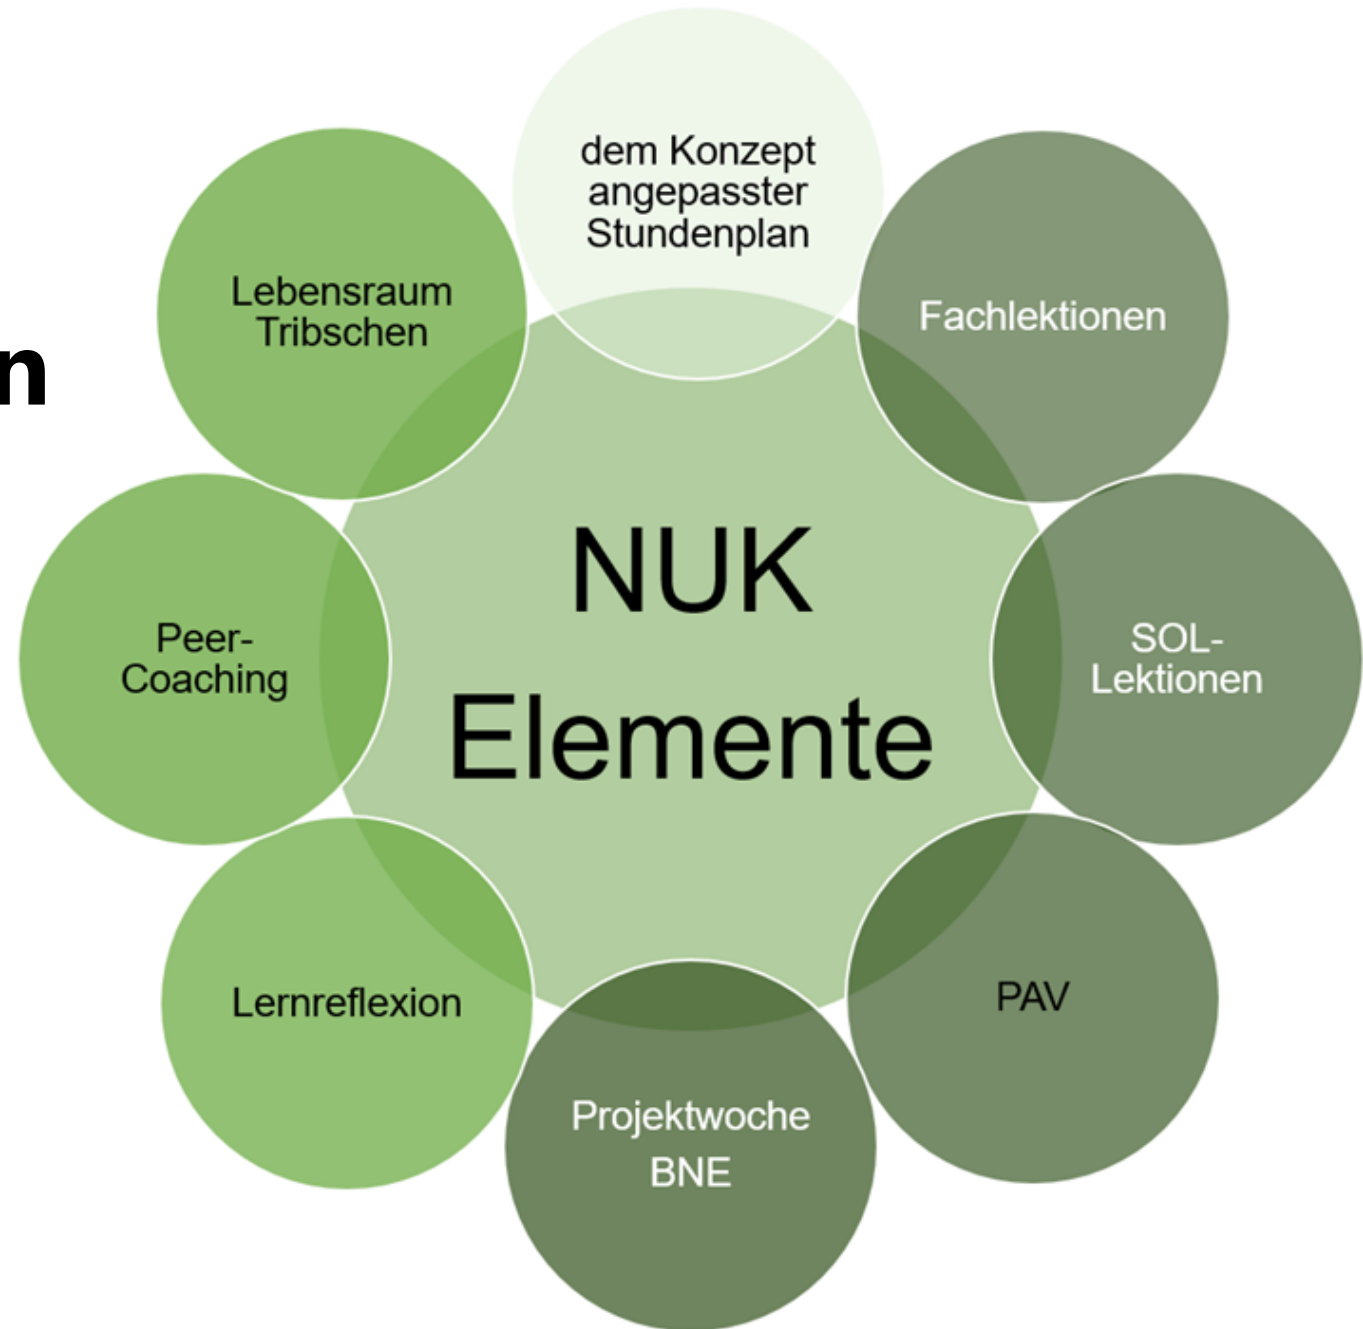 dem Konzept
angepasster
Stundenplan
Lebensraum
Tribschen
Fachlektionen
n
NUK
Elemente
Peer-
Coaching
SOL-
Lektionen
Lernreflexion
PAV
Projektwoche
BNE